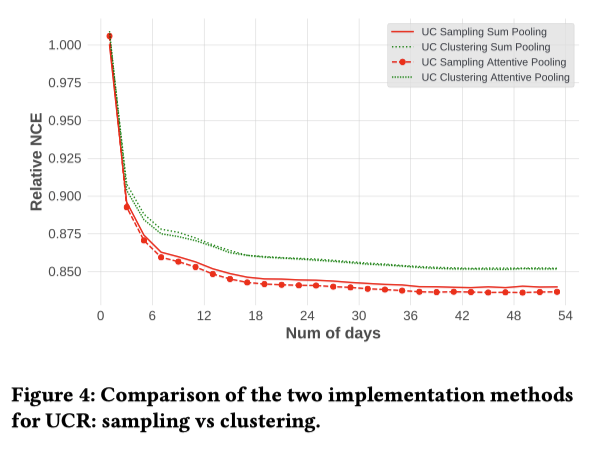 UC Sampling Sum Pooling
UC Clustering Sum Pooling
UC Sampling Attentive Pooling
UC Clustering Attentive Pooling
1.000
0.975
0.950
0.925
0.900
0.875
0.850
Relative NCE
0 6 12 18 24 30 36 42 48 54
Num of days
Figure 4: Comparison of the two implementation methods
for UCR: sampling vs clustering.